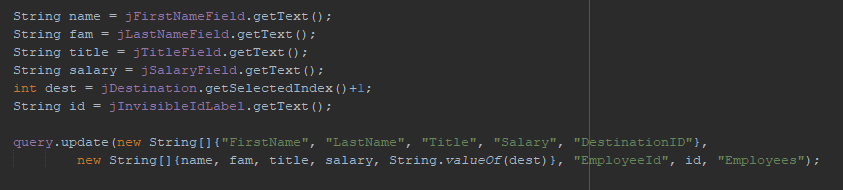 String name = jFirstNameField.getText();
String fam = jLastNameField.getText();
String title = jTitleField.getText();
String salary = jSalaryField.getText();
int dest = jDestination.getSelectedIndex()+1;
String id = jInvisibleIdLabel.getText();
query.update(new String[]{"FirstName", "LastName", "Title", "Salary", "DestinationID"},
new String[]{name, fam, title, salary, String.valueOf(dest)}, "EmployeeId", id, "Employees");